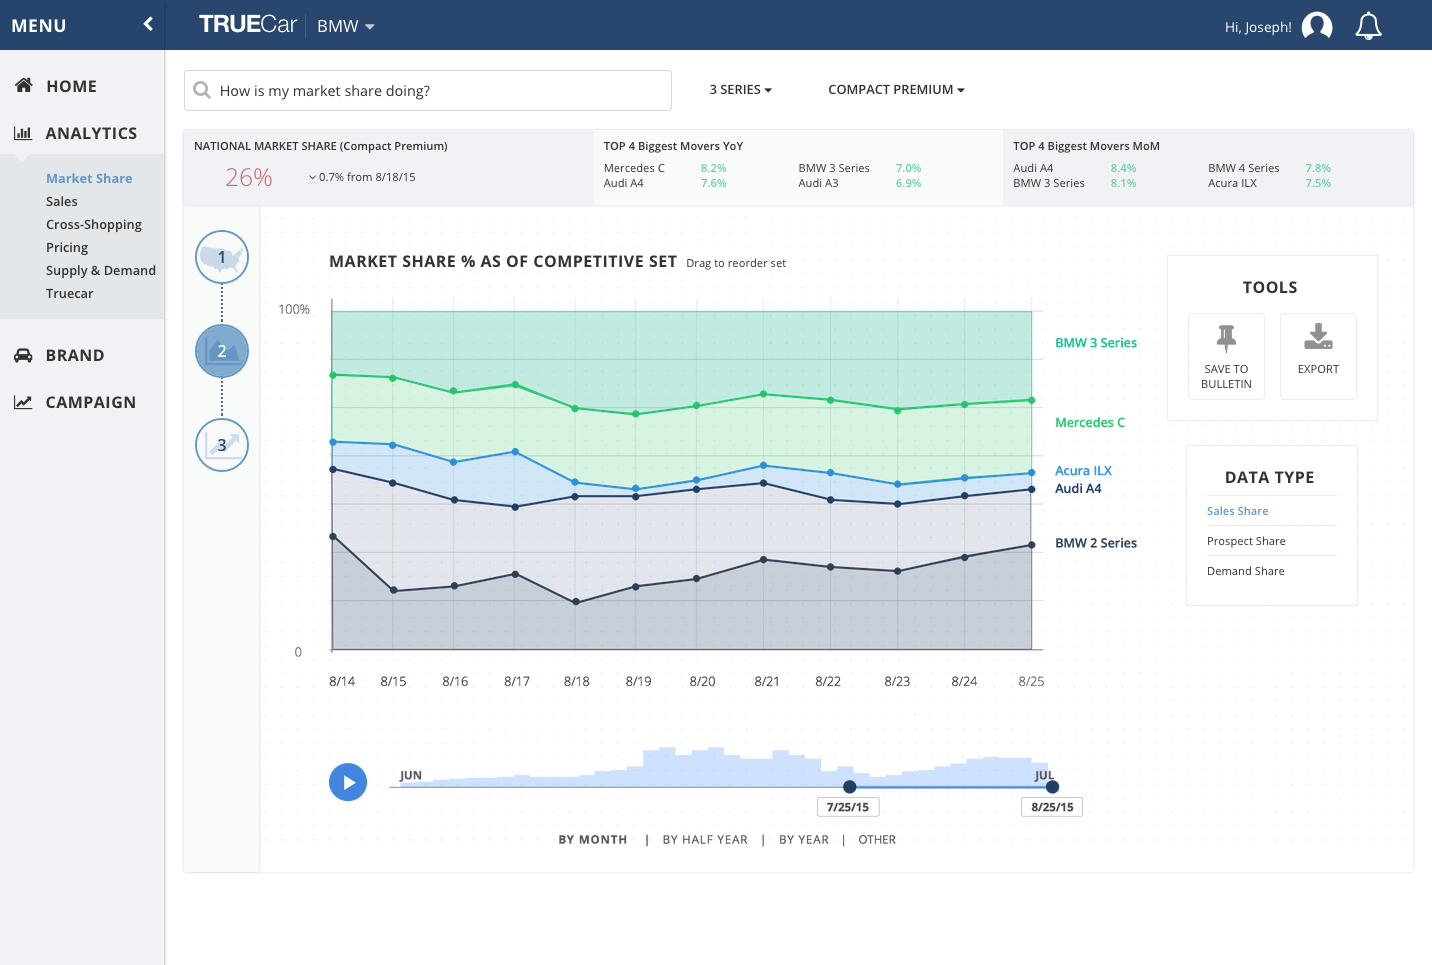 MENU
TRUECar
BMW
Hi, Joseph!
HOME
ANALYTICS
Market Share
Sales
Cross-Shopping
Pricing
Supply & Demand
Truecar
BRAND
CAMPAIGN
How is my market share doing?
3 SERIES
COMPACT PREMIUM
NATIONAL MARKET SHARE (Compact Premium)
26%
0.7% from 8/18/15
TOP 4 Biggest Movers YoY
Mercedes C 8.2% BMW 3 Series 7.0%
Audi A4 7.6% Audi A3 6.9%
TOP 4 Biggest Movers MoM
Audi A4 8.4% BMW 4 Series 7.8%
BMW 3 Series 8.1% Acura ILX 7.5%
1
2
3
MARKET SHARE % AS OF COMPETITIVE SET Drag to reorder set
100%
0
BMW 3 Series
Mercedes C
Acura ILX
Audi A4
BMW 2 Series
8/14 8/15 8/16 8/17 8/18 8/19 8/20 8/21 8/22 8/23 8/24 8/25
TOOLS
SAVE TO
BULLETIN
EXPORT
DATA TYPE
Sales Share
Prospect Share
Demand Share
JUN
JUL
7/25/15
8/25/15
BY MONTH | BY HALF YEAR | BY YEAR | OTHER